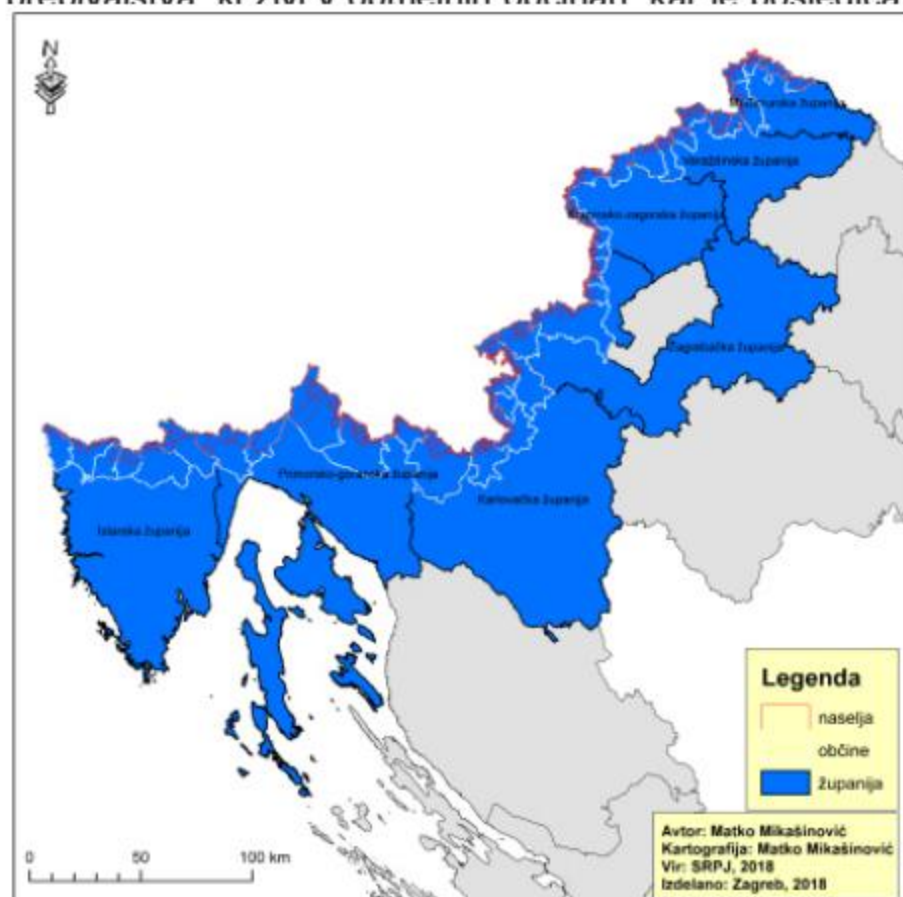 N
Međimurska županija
Varaždinska županija
Krapinsko-zagorska županija
Zagrebačka županija
Primorsko-goranska županija
Karlovačka županija
Istarska županija
Legenda
naselja
občine
županija
0 50 100 km
Avtor: Matko Mikašinović
Kartografija: Matko Mikašinović
Vir: SRPJ, 2018
Izdelano: Zagreb, 2018